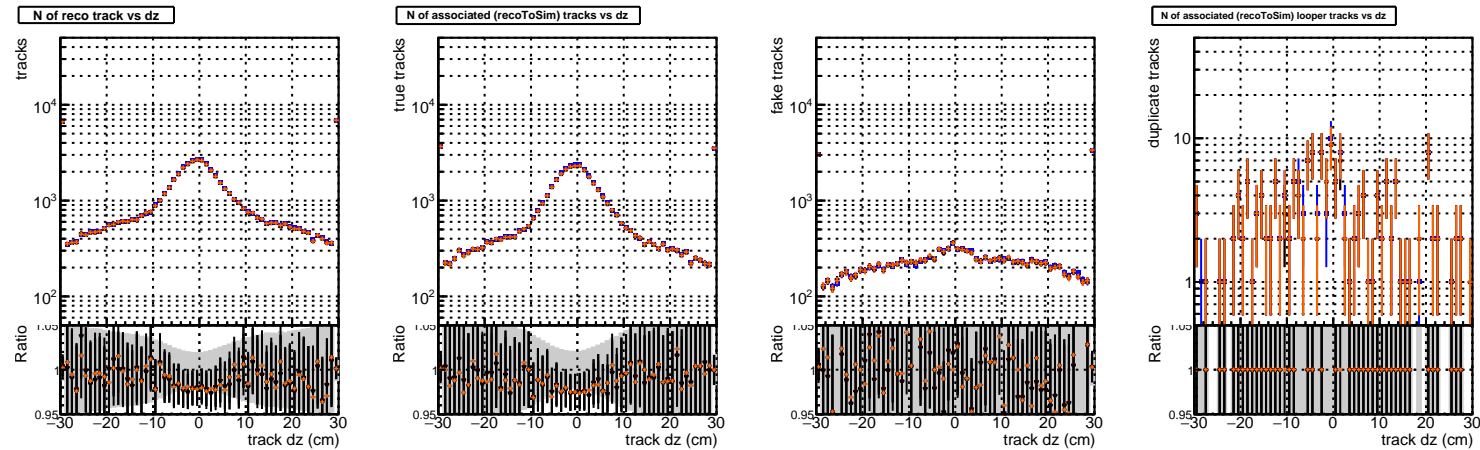 N of reco track vs dz
tracks
10⁴
10³
10²
Ratio
1.05
1
0.95
−30 −20 −10 0 10 20 30
track dz (cm)
N of associated (recoToSim) tracks vs dz
true tracks
10⁴
10³
10²
Ratio
1.05
1
0.95
−30 −20 −10 0 10 20 30
track dz (cm)
fake tracks
10⁴
10³
10²
Ratio
1.05
1
0.95
−30 −20 −10 0 10 20 30
track dz (cm)
N of associated (recoToSim) looper tracks vs dz
duplicate tracks
10
1
Ratio
1.05
1
0.95
−30 −20 −10 0 10 20 30
track dz (cm)